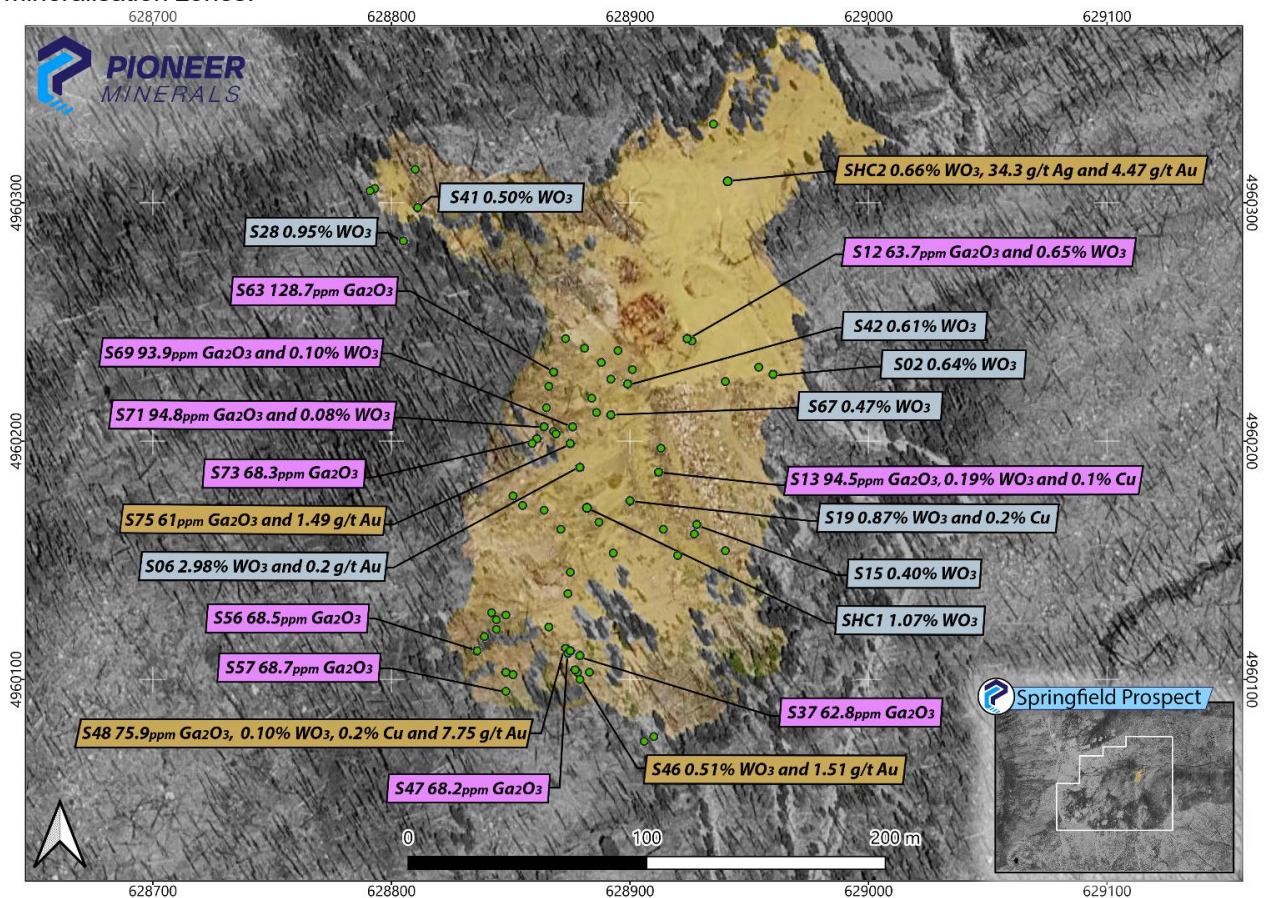 mineralisation zones.
628700 628800 628900 629000 629100
PIONEER
MINERALS
SHC2 0.66% WO3, 34.3 g/t Ag and 4.47 g/t Au
S41 0.50% WO3
4960300 4960300
S28 0.95% WO3
S12 63.7ppm Ga2O3 and 0.65% WO3
S63 128.7ppm Ga2O3
S42 0.61% WO3
S69 93.9ppm Ga2O3 and 0.10% WO3
S02 0.64% WO3
S71 94.8ppm Ga2O3 and 0.08% WO3
S67 0.47% WO3
4960200 4960200
S73 68.3ppm Ga2O3
S13 94.5ppm Ga2O3, 0.19% WO3 and 0.1% Cu
S75 61ppm Ga2O3 and 1.49 g/t Au
S19 0.87% WO3 and 0.2% Cu
S06 2.98% WO3 and 0.2 g/t Au
S15 0.40% WO3
S56 68.5ppm Ga2O3
SHC1 1.07% WO3
S57 68.7ppm Ga2O3
4960100 4960100
Springfield Prospect
S37 62.8ppm Ga2O3
S48 75.9ppm Ga2O3, 0.10% WO3, 0.2% Cu and 7.75 g/t Au
S46 0.51% WO3 and 1.51 g/t Au
S47 68.2ppm Ga2O3
0 100 200 m
628700 628800 628900 629000 629100